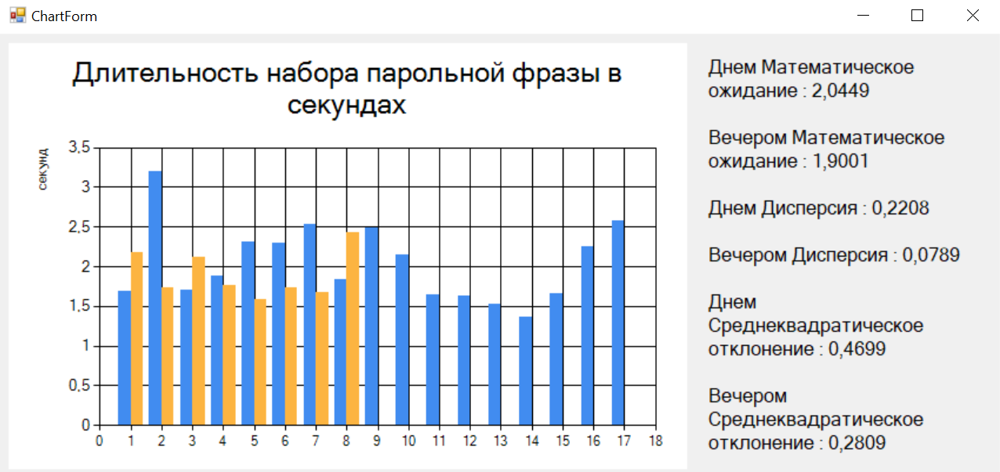 ChartForm
Длительность набора парольной фразы в
секундах
секунд
3,5
3
2,5
2
1,5
1
0,5
0
0 1 2 3 4 5 6 7 8 9 10 11 12 13 14 15 16 17 18
Днем Математическое
ожидание : 2,0449
Вечером Математическое
ожидание : 1,9001
Днем Дисперсия : 0,2208
Вечером Дисперсия : 0,0789
Днем
Среднеквадратическое
отклонение : 0,4699
Вечером
Среднеквадратическое
отклонение : 0,2809